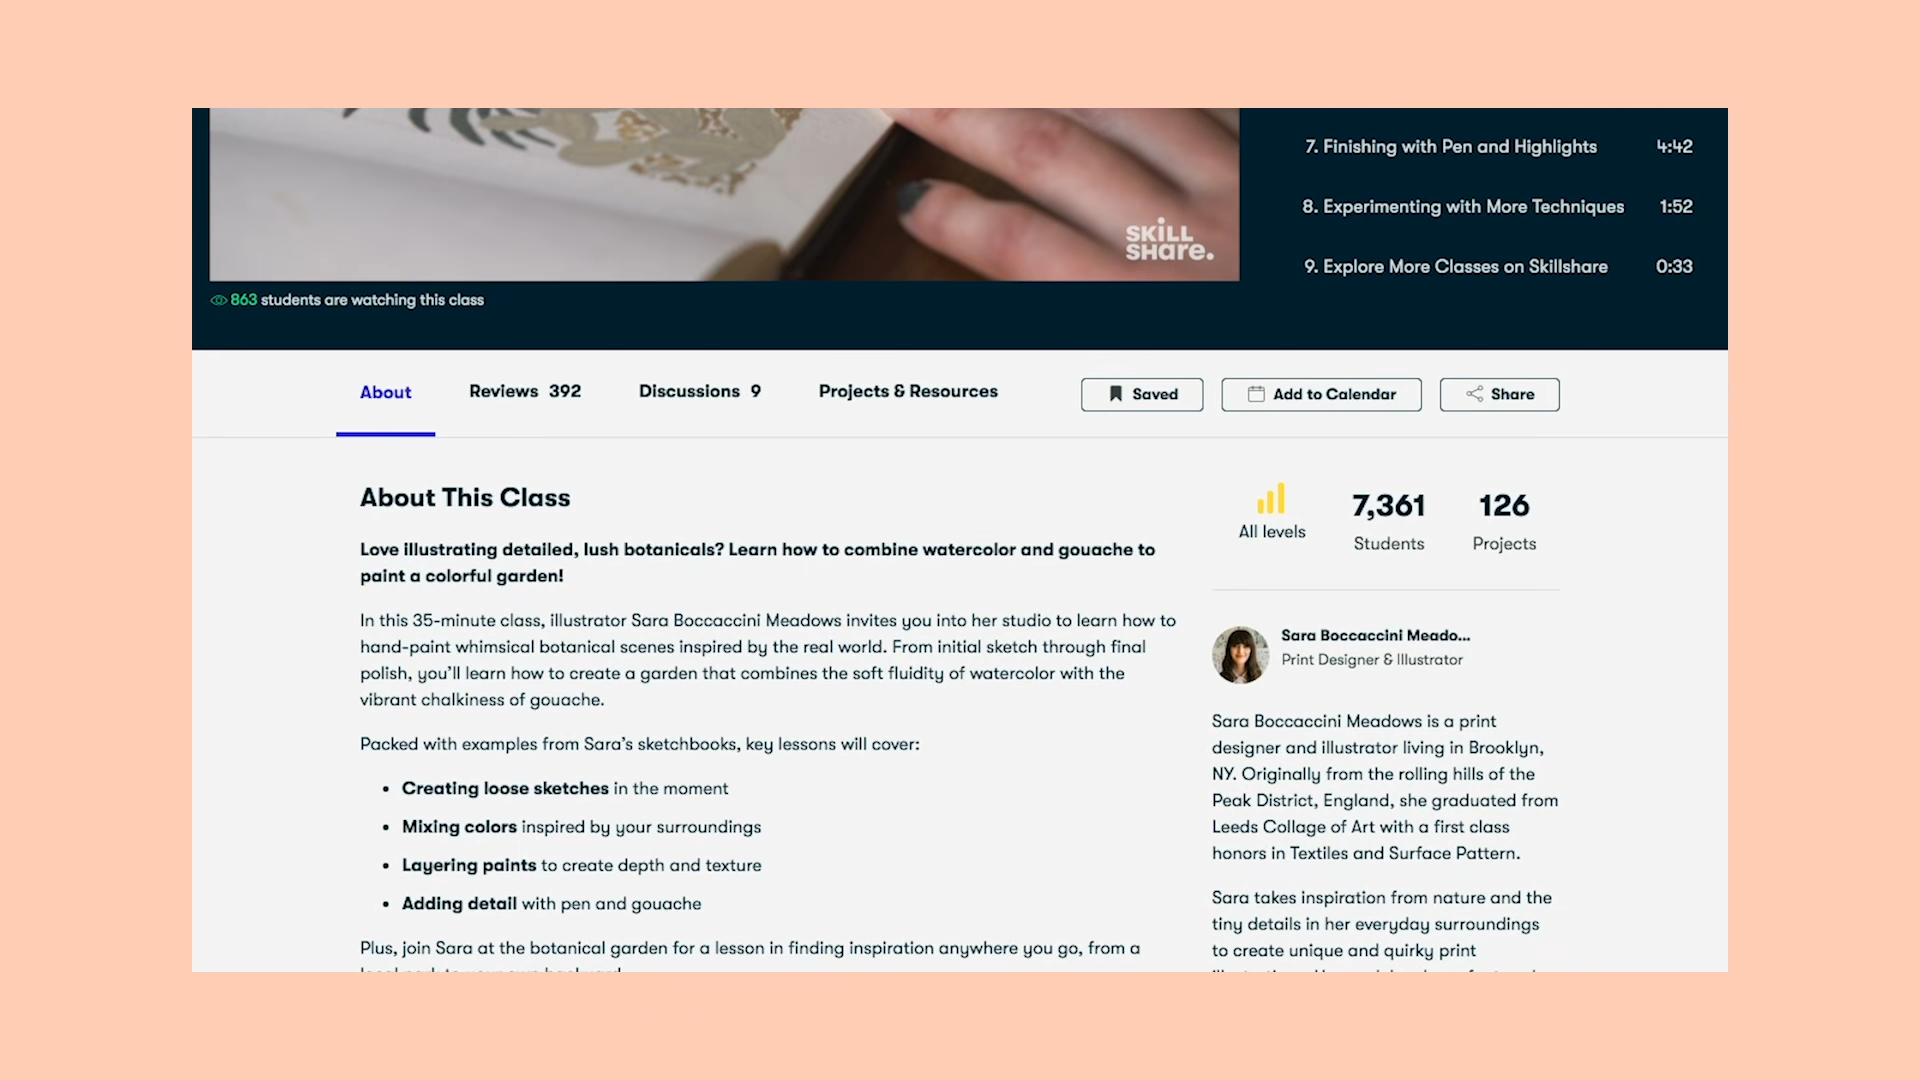 SKILL
SHare.
7. Finishing with Pen and Highlights 4:42
8. Experimenting with More Techniques 1:52
9. Explore More Classes on Skillshare 0:33
863 students are watching this class
About
Reviews 392
Discussions 9
Projects & Resources
Saved
Add to Calendar
Share
About This Class
Love illustrating detailed, lush botanicals? Learn how to combine watercolor and gouache to
paint a colorful garden!
In this 35-minute class, illustrator Sara Boccaccini Meadows invites you into her studio to learn how to
hand-paint whimsical botanical scenes inspired by the real world. From initial sketch through final
polish, you'll learn how to create a garden that combines the soft fluidity of watercolor with the
vibrant chalkiness of gouache.
Packed with examples from Sara's sketchbooks, key lessons will cover:
• Creating loose sketches in the moment
• Mixing colors inspired by your surroundings
• Layering paints to create depth and texture
• Adding detail with pen and gouache
Plus, join Sara at the botanical garden for a lesson in finding inspiration anywhere you go, from a
All levels
7,361
Students
126
Projects
Sara Boccaccini Meado...
Print Designer & Illustrator
Sara Boccaccini Meadows is a print
designer and illustrator living in Brooklyn,
NY. Originally from the rolling hills of the
Peak District, England, she graduated from
Leeds Collage of Art with a first class
honors in Textiles and Surface Pattern.
Sara takes inspiration from nature and the
tiny details in her everyday surroundings
to create unique and quirky print